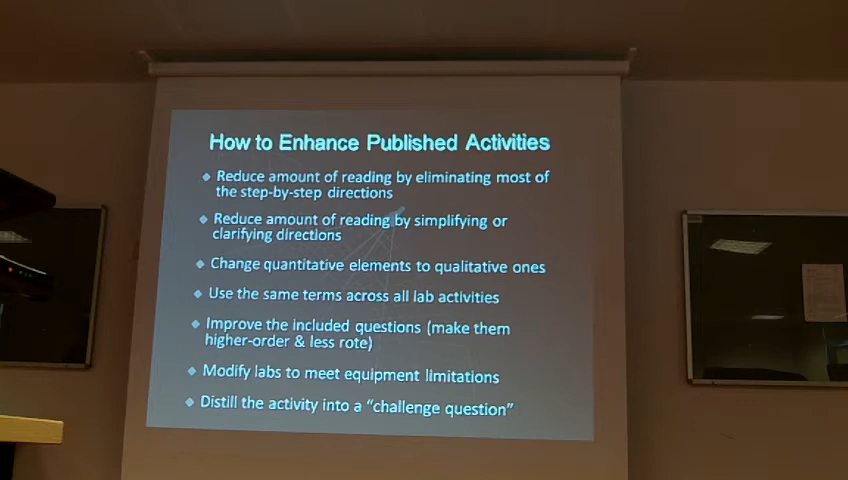 How to Enhance Published Activities
❖ Reduce amount of reading by eliminating most of
the step-by-step directions
❖ Reduce amount of reading by simplifying or
clarifying directions
❖ Change quantitative elements to qualitative ones
❖ Use the same terms across all lab activities
❖ Improve the included questions (make them
higher-order & less rote)
❖ Modify labs to meet equipment limitations
❖ Distill the activity into a “challenge question”